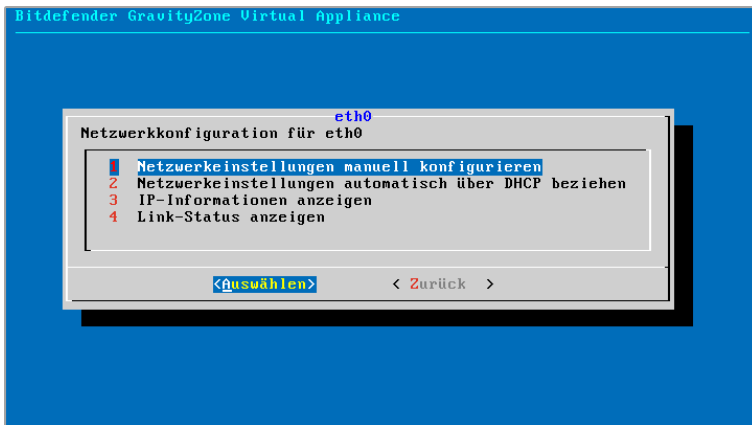 Bitdefender GravityZone Virtual Appliance
eth0
Netzwerkkonfiguration für eth0
1 Netzwerkeinstellungen manuell konfigurieren
2 Netzwerkeinstellungen automatisch über DHCP beziehen
3 IP-Informationen anzeigen
4 Link-Status anzeigen
<Auswählen> < Zurück >